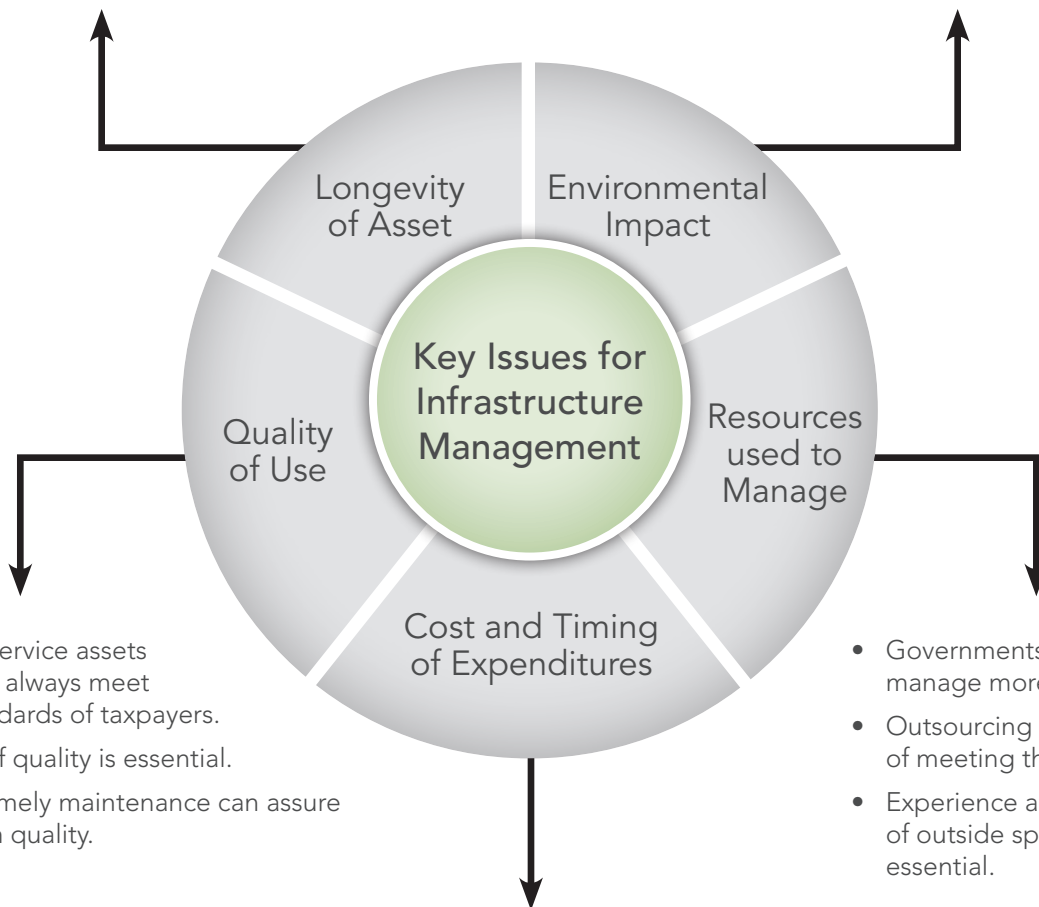 Longevity
of Asset
Environmental
Impact
Key Issues for
Infrastructure
Management
Quality
of Use
Resources
used to
Manage
Cost and Timing
of Expenditures
ervice assets
always meet
dards of taxpayers.
f quality is essential.
mely maintenance can assure
quality.
• Governments
manage more
• Outsourcing
of meeting th
• Experience a
of outside sp
essential.